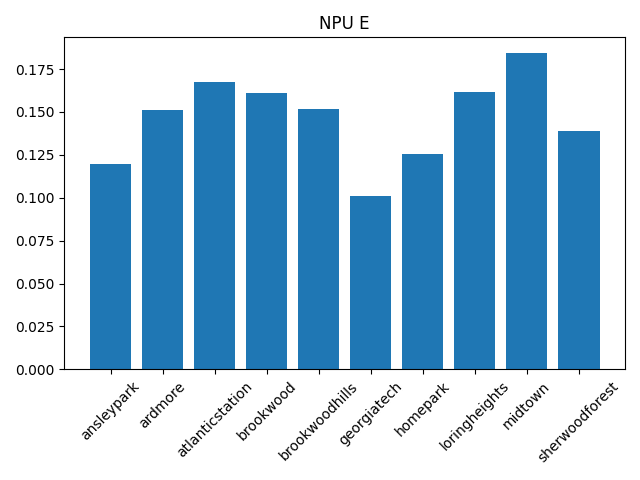 NPU E
0.175
0.150
0.125
0.100
0.075
0.050
0.025
0.000
ansleypark
ardmore
atlanticstation
brookwood
brookwoodhills
georgiatech
homepark
loringheights
midtown
sherwoodforest